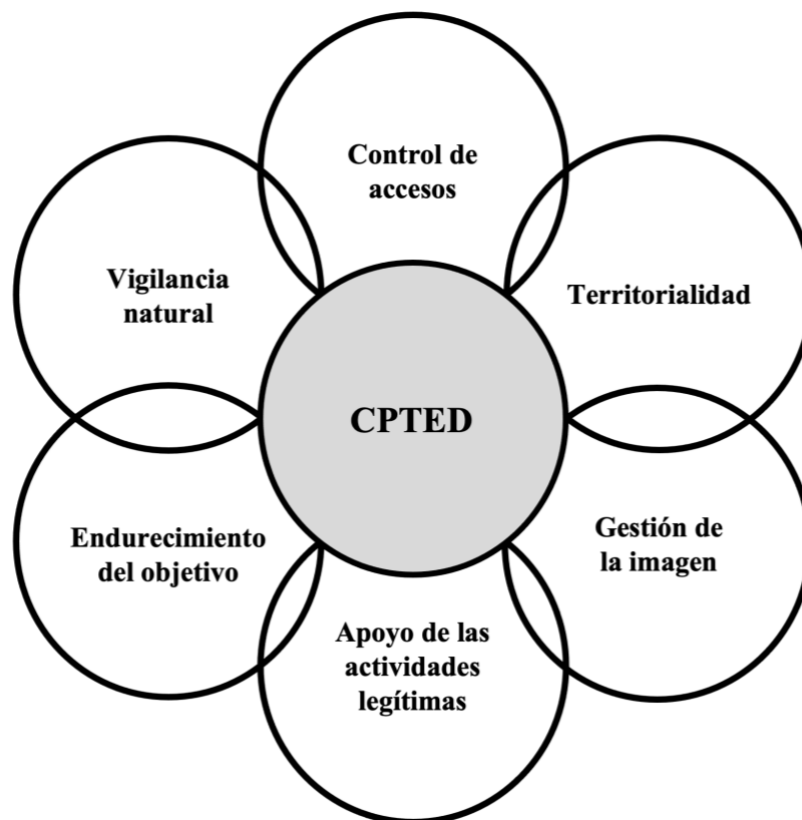 Control de
accesos
Vigilancia
natural
Territorialidad
CPTED
Endurecimiento
del objetivo
Gestión de
la imagen
Apoyo de las
actividades
legítimas